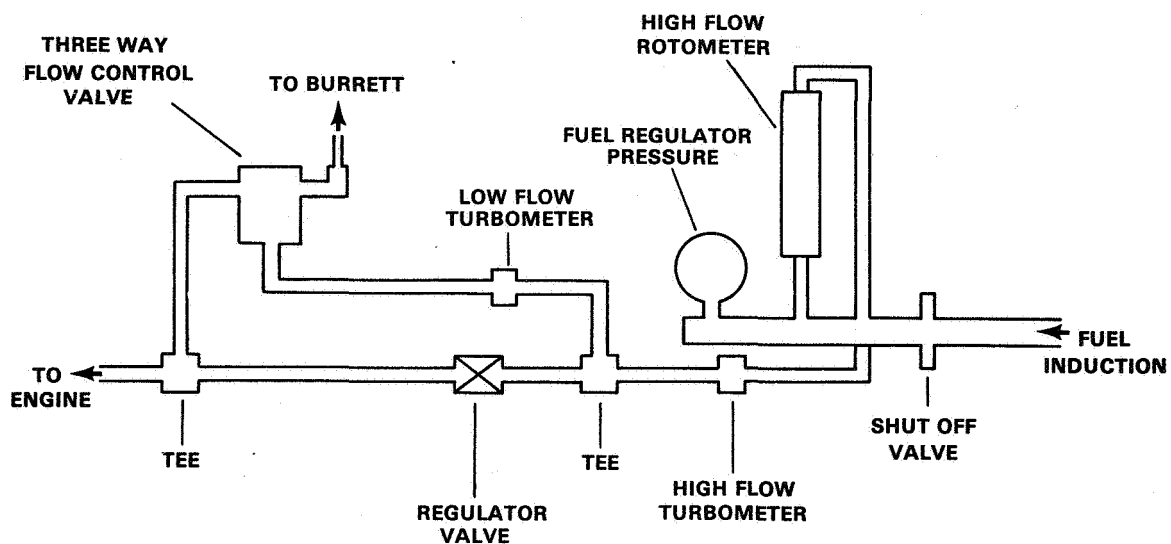 HIGH FLOW
ROTOMETER
THREE WAY
FLOW CONTROL
VALVE
TO BURRETT
FUEL REGULATOR
PRESSURE
LOW FLOW
TURBOMETER
FUEL
INDUCTION
TO
ENGINE
TEE
REGULATOR
VALVE
TEE
HIGH FLOW
TURBOMETER
SHUT OFF
VALVE